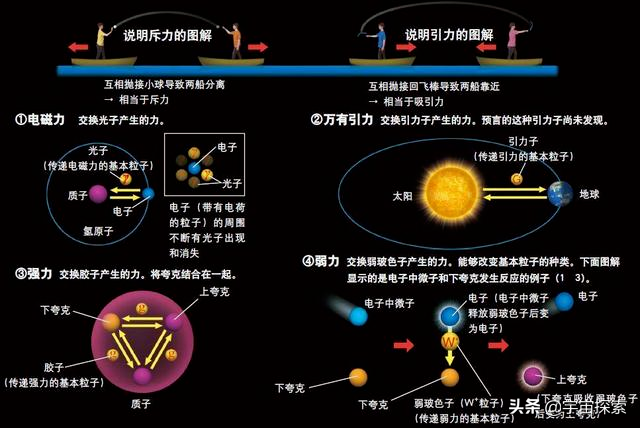 说明斥力的图解
说明引力的图解
互相抛接小球导致两船分离
→ 相当于斥力
互相抛接回飞棒导致两船靠近
→ 相当于吸引力
①电磁力 交换光子产生的力。
光子
(传递电磁力的基本粒子)
γ
质子
电子
氢原子
电子
γ
光子
电子（带有电荷
的粒子）的周围
不断有光子出现
和消失
②万有引力 交换引力子产生的力。预言的这种引力子尚未发现。
引力子
(传递引力的基本粒子)
G
太阳
地球
③强力 交换胶子产生的力。将夸克结合在一起。
上夸克
下夸克
g
g
g
胶子
(传递强力的基本粒子)
质子
④弱力 交换弱玻色子产生的力。能够改变基本粒子的种类。下面图解
显示的是电子中微子和下夸克发生反应的例子（1 3）。
电子中微子
电子（电子中微子
释放弱玻色子后变
为电子）
电子
W⁺
下夸克
下夸克
弱玻色子（W⁺粒子）
(传递弱力的基本粒子)
上夸克
(下夸克吸收弱玻色子
后变为上夸克)
头条@宇宙探索